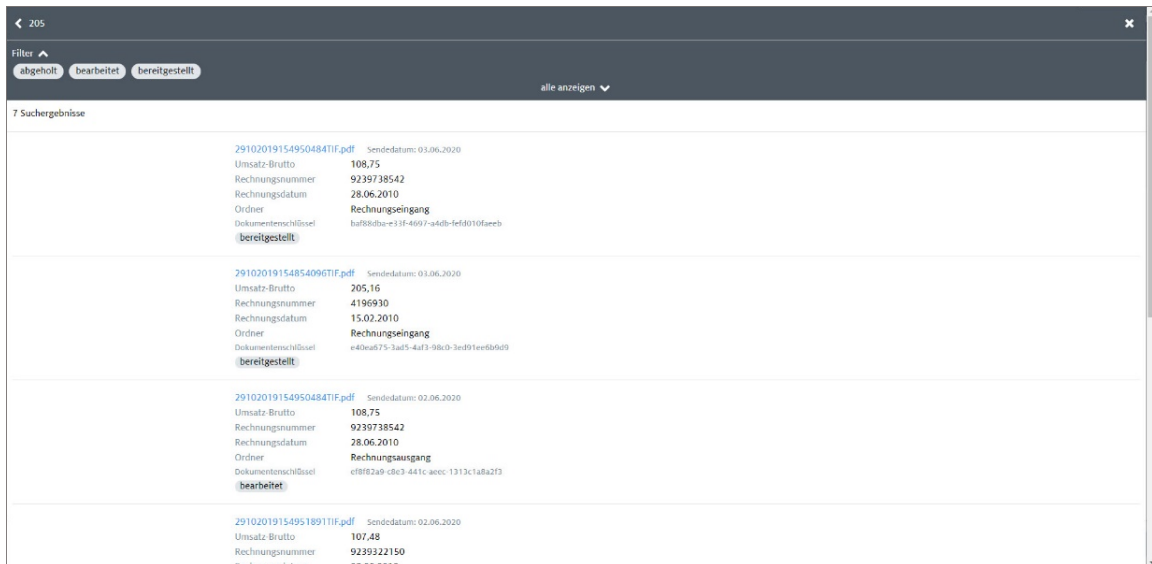 205
Filter
abgeholt bearbeitet bereitgestellt
alle anzeigen
7 Suchergebnisse
29102019154950484TIF.pdf Sendedatum: 03.06.2020
Umsatz-Brutto 108,75
Rechnungsnummer 9239738542
Rechnungsdatum 28.06.2010
Ordner Rechnungseingang
Dokumentenschlüssel baf88dba-e33f-4697-a4db-fefd010faeeb
bereitgestellt
29102019154854096TIF.pdf Sendedatum: 03.06.2020
Umsatz-Brutto 205,16
Rechnungsnummer 4196930
Rechnungsdatum 15.02.2010
Ordner Rechnungseingang
Dokumentenschlüssel e40ea675-3ad5-4af3-98c0-3ed91ee6b9d9
bereitgestellt
29102019154950484TIF.pdf Sendedatum: 02.06.2020
Umsatz-Brutto 108,75
Rechnungsnummer 9239738542
Rechnungsdatum 28.06.2010
Ordner Rechnungsausgang
Dokumentenschlüssel ef8f82a9-c8e3-441c-aeec-1313c1a8a2f3
bearbeitet
29102019154951891TIF.pdf Sendedatum: 02.06.2020
Umsatz-Brutto 107,48
Rechnungsnummer 9239322150